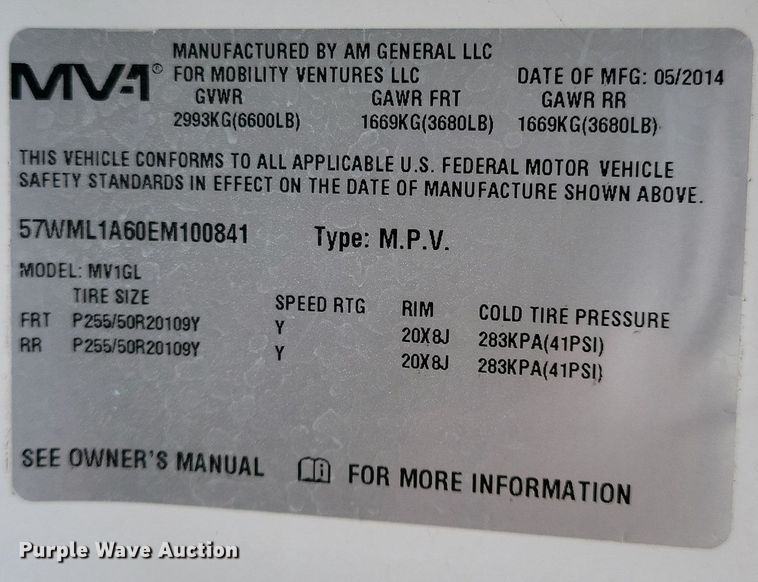 MV-1® MANUFACTURED BY AM GENERAL LLC
FOR MOBILITY VENTURES LLC DATE OF MFG: 05/2014
GVWR GAWR FRT GAWR RR
2993KG(6600LB) 1669KG(3680LB) 1669KG(3680LB)
THIS VEHICLE CONFORMS TO ALL APPLICABLE U.S. FEDERAL MOTOR VEHICLE
SAFETY STANDARDS IN EFFECT ON THE DATE OF MANUFACTURE SHOWN ABOVE.
57WML1A60EM100841 Type: M.P.V.
MODEL: MV1GL
TIRE SIZE SPEED RTG RIM COLD TIRE PRESSURE
FRT P255/50R20109Y Y 20X8J 283KPA(41PSI)
RR P255/50R20109Y Y 20X8J 283KPA(41PSI)
SEE OWNER'S MANUAL FOR MORE INFORMATION
Purple Wave Auction